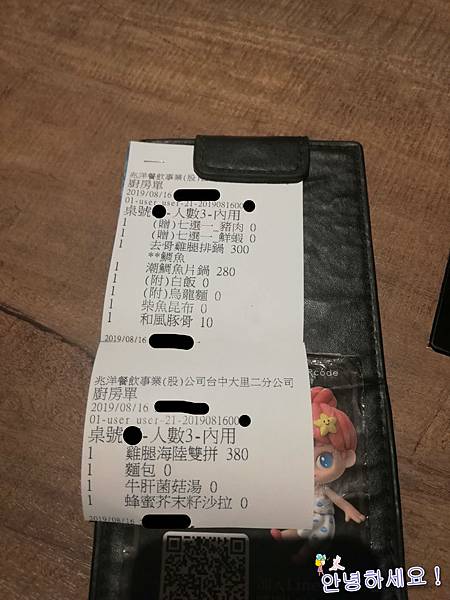 兆洋餐飲事業(股)
廚房單
2019/08/16
01-user user-21-2019081600
桌號 -人數3-內用
1 (贈)七選一_豬肉 0
1 (贈)七選一_鮮蝦 0
1 去骨雞腿排鍋 300
**鯛魚
1 潮鯛魚片鍋 280
1 (附)白飯 0
1 (附)烏龍麵 0
1 柴魚昆布 0
1 和風豚骨 10
2019/08/16
兆洋餐飲事業(股)公司台中大里二分公司
廚房單
2019/08/16
01-user user-21-2019081600
桌號 -人數3-內用
1 雞腿海陸雙拼 380
1 麵包 0
1 牛肝菌菇湯 0
1 蜂蜜芥末籽沙拉 0
2019/08/16
안녕하세요!